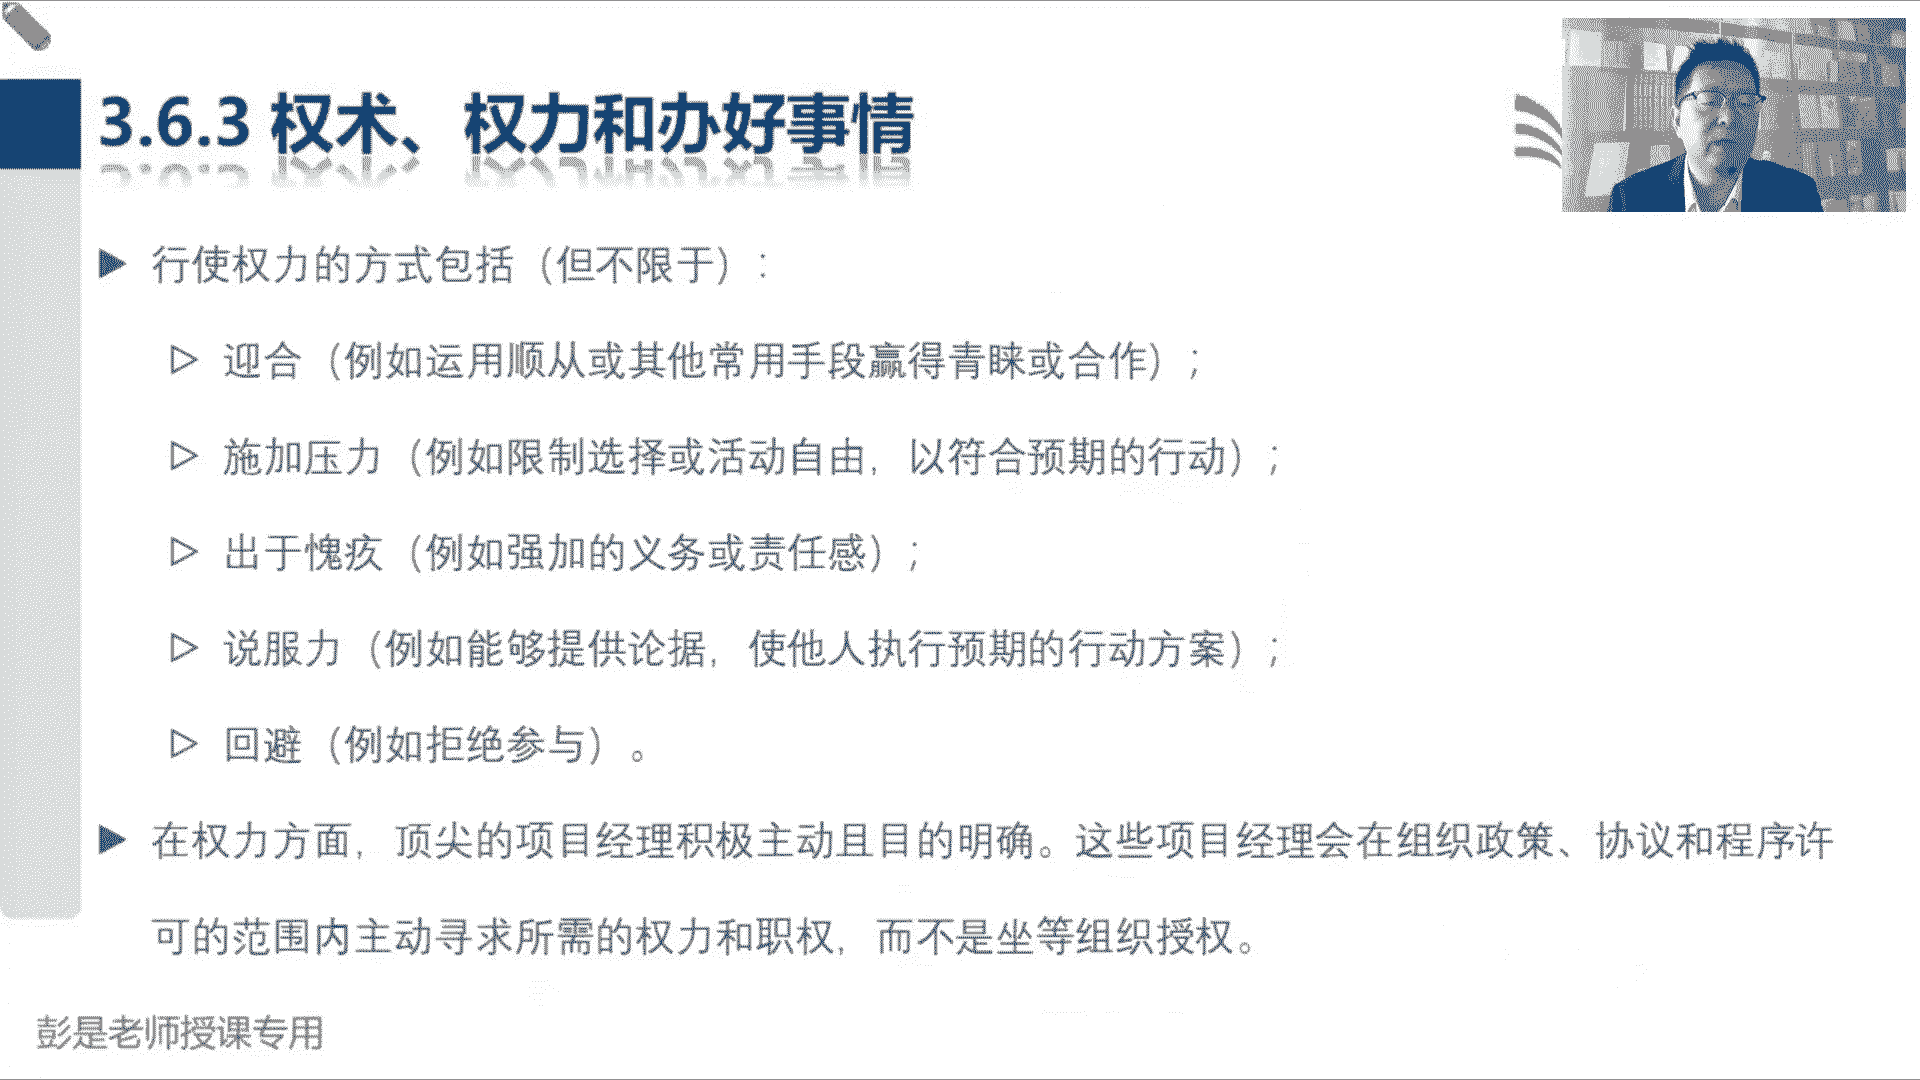 3.6.3 权术、权力和办好事情
行使权力的方式包括（但不限于）：
迎合（例如运用顺从或其他常用手段赢得青睐或合作）；
施加压力（例如限制选择或活动自由，以符合预期的行动）；
出于愧疚（例如强加的义务或责任感）；
说服力（例如能够提供论据，使他人执行预期的行动方案）；
回避（例如拒绝参与）。
在权力方面，顶尖的项目经理积极主动且目的明确。这些项目经理会在组织政策、协议和程序许
可的范围内主动寻求所需的权力和职权，而不是坐等组织授权。
彭是老师授课专用